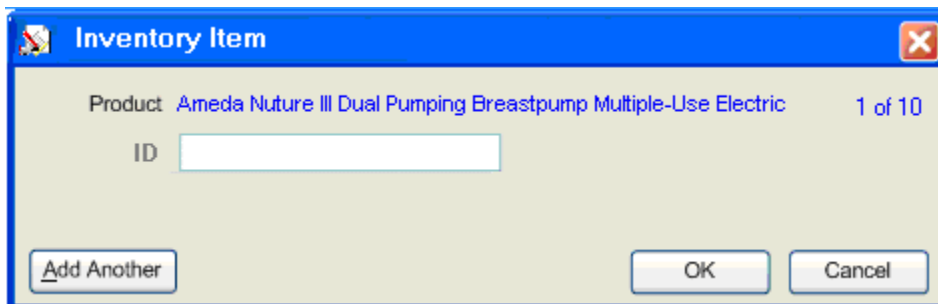 Inventory Item
Product Ameda Nuture III Dual Pumping Breastpump Multiple-Use Electric 1 of 10
ID
Add Another OK Cancel